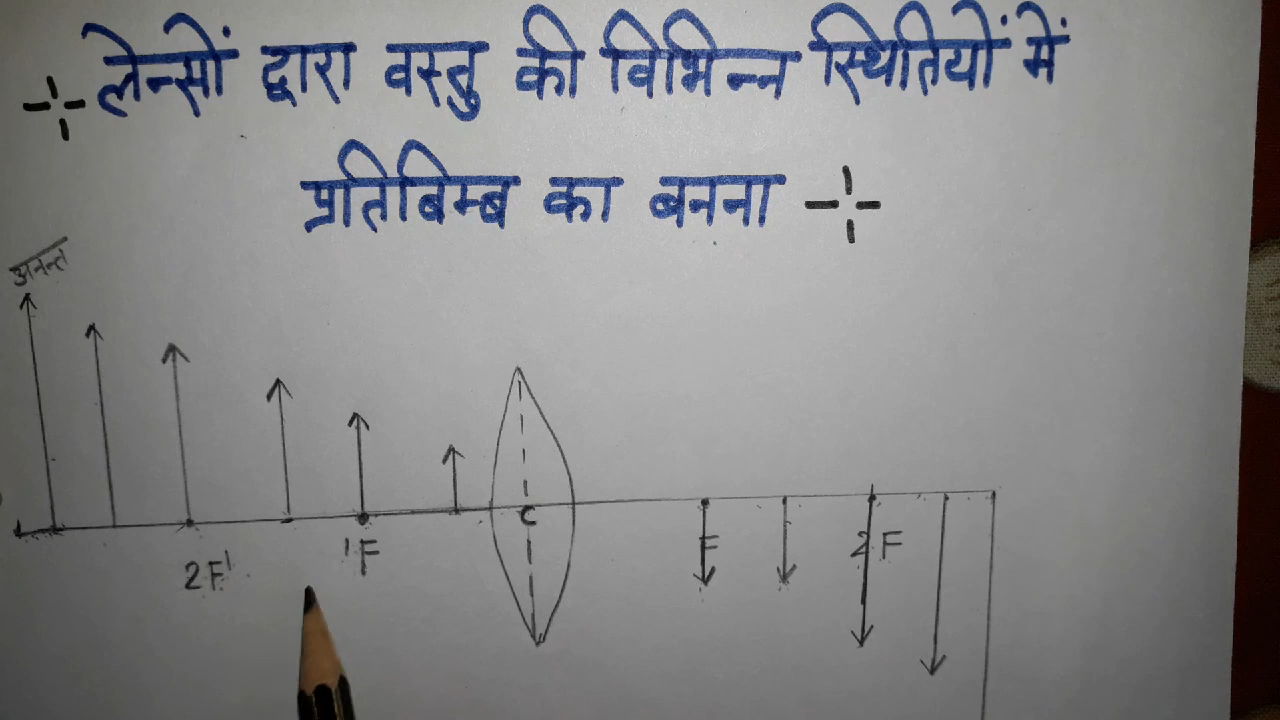 लेन्सों द्वारा वस्तु की विभिन्न स्थितियों में
प्रतिबिम्ब का बनना
अनन्त
2F' 'F C F 2F